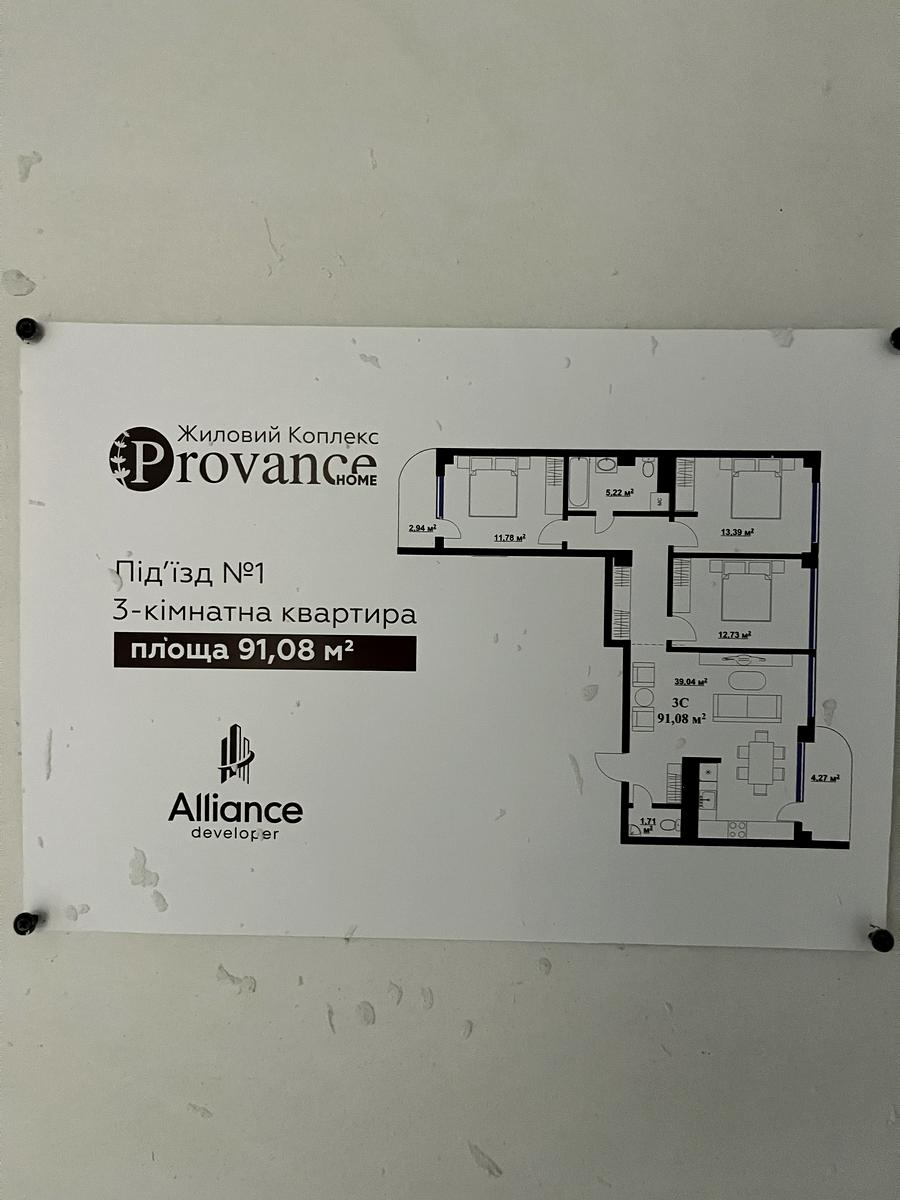 Жиловий Коплекс
Provance
HOME
Під'їзд №1
3-кімнатна квартира
площа 91,08 м²
Alliance
developer
2,94 м²
11,78 м²
5,22 м²
МС
13,39 м²
12,73 м²
39,04 м²
3С
91,08 м²
4,27 м²
1,71
м²